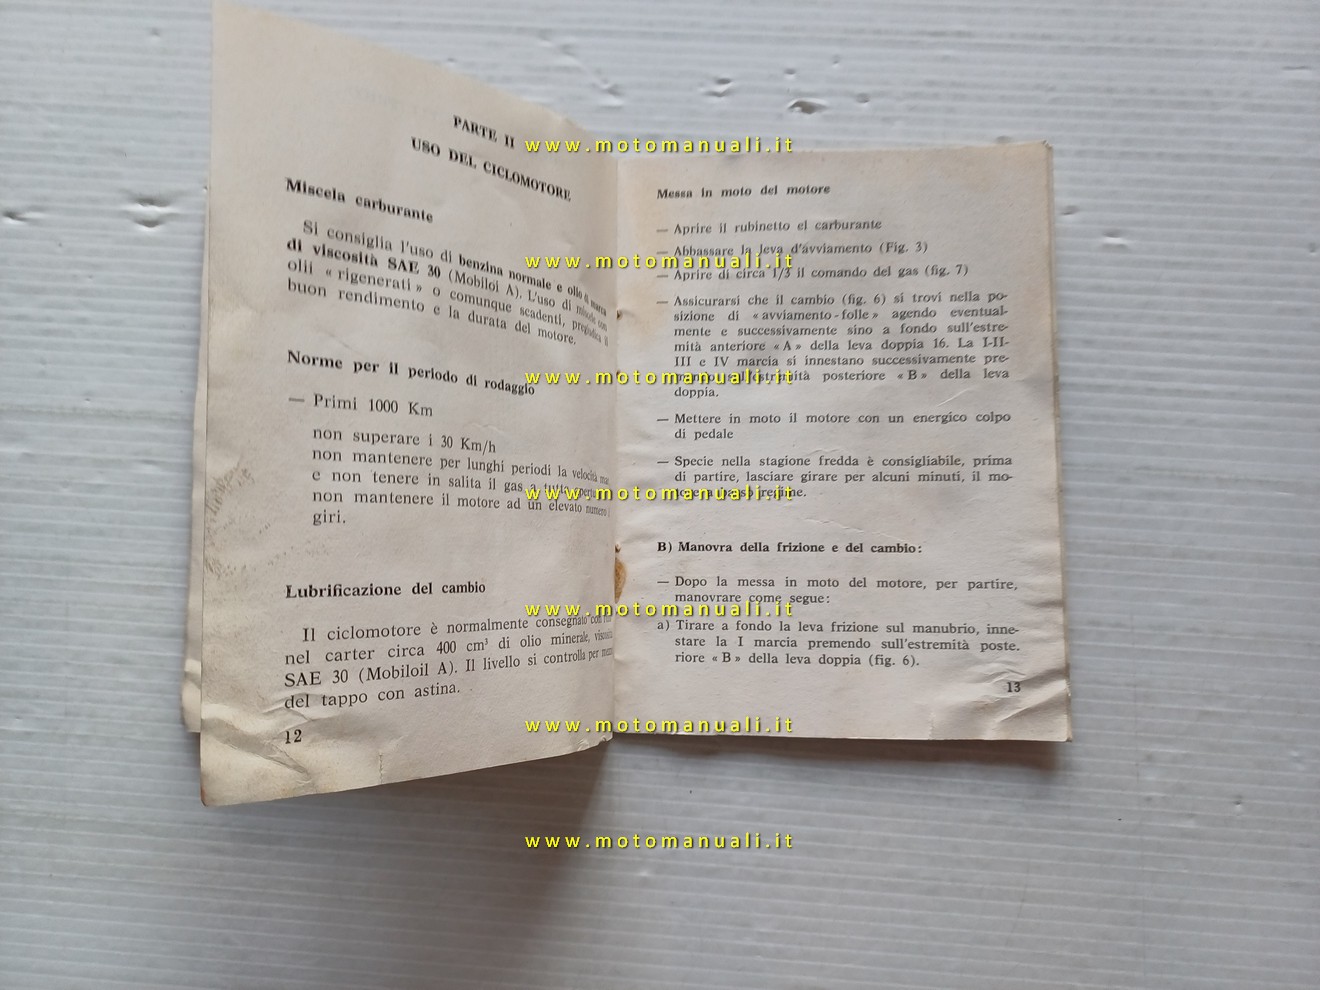 PARTE II
USO DEL CICLOMOTORE
Miscela carburante
Si consiglia l'uso di benzina normale e olio di marca
di viscosità SAE 30 (Mobiloi A). L'uso di miscele con
olii « rigenerati » o comunque scadenti, pregiudica il
buon rendimento e la durata del motore.
Norme per il periodo di rodaggio
— Primi 1000 Km
non superare i 30 Km/h
non mantenere per lunghi periodi la velocità
e non tenere in salita il gas a tutta
non mantenere il motore ad un elevato numero
giri.
Lubrificazione del cambio
Il ciclomotore è normalmente consegnato con
nel carter circa 400 cm³ di olio minerale, viscosità
SAE 30 (Mobiloil A). Il livello si controlla per
del tappo con astina.
12
Messa in moto del motore
— Aprire il rubinetto el carburante
— Abbassare la leva d'avviamento (Fig. 3)
— Aprire di circa 1/3 il comando del gas (fig. 7)
— Assicurarsi che il cambio (fig. 6) si trovi nella po-
sizione di « avviamento - folle » agendo eventual-
mente e successivamente sino a fondo sull'estre-
mità anteriore « A » della leva doppia 16. La I-II-
III e IV marcia si innestano successivamente pre-
posteriore « B » della leva
doppia.
— Mettere in moto il motore con un energico colpo
di pedale
— Specie nella stagione fredda è consigliabile, prima
di partire, lasciare girare per alcuni minuti, il mo-
tore a basso regime.
B) Manovra della frizione e del cambio:
— Dopo la messa in moto del motore, per partire,
manovrare come segue:
a) Tirare a fondo la leva frizione sul manubrio, inne-
stare la I marcia premendo sull'estremità poste.
riore « B » della leva doppia (fig. 6).
13
www.motomanuali.it
www.motomanuali.it
www.motomanuali.it
www.motomanuali.it
www.motomanuali.it
www.motomanuali.it
www.motomanuali.it